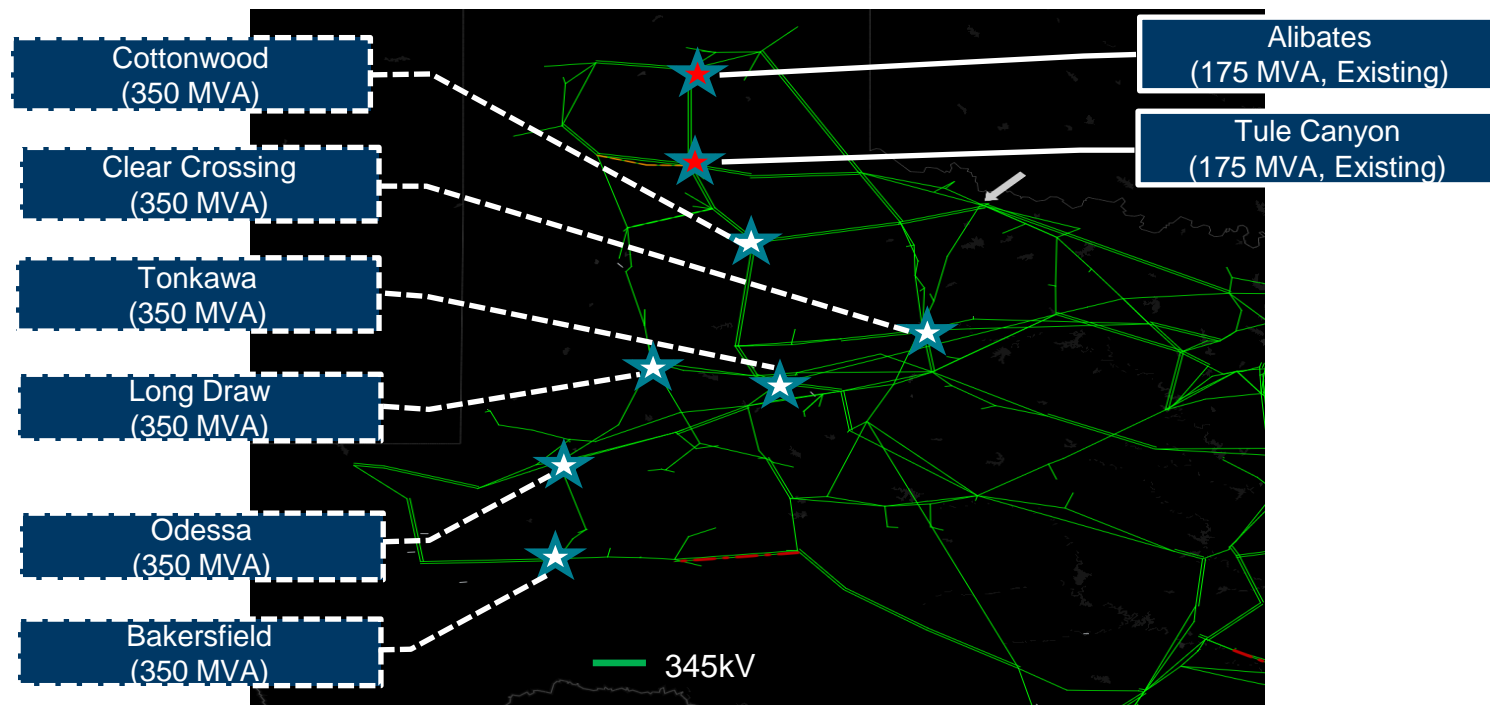 Cottonwood
(350 MVA)
Clear Crossing
(350 MVA)
Tonkawa
(350 MVA)
Long Draw
(350 MVA)
Odessa
(350 MVA)
Bakersfield
(350 MVA)
Alibates
(175 MVA, Existing)
Tule Canyon
(175 MVA, Existing)
345kV